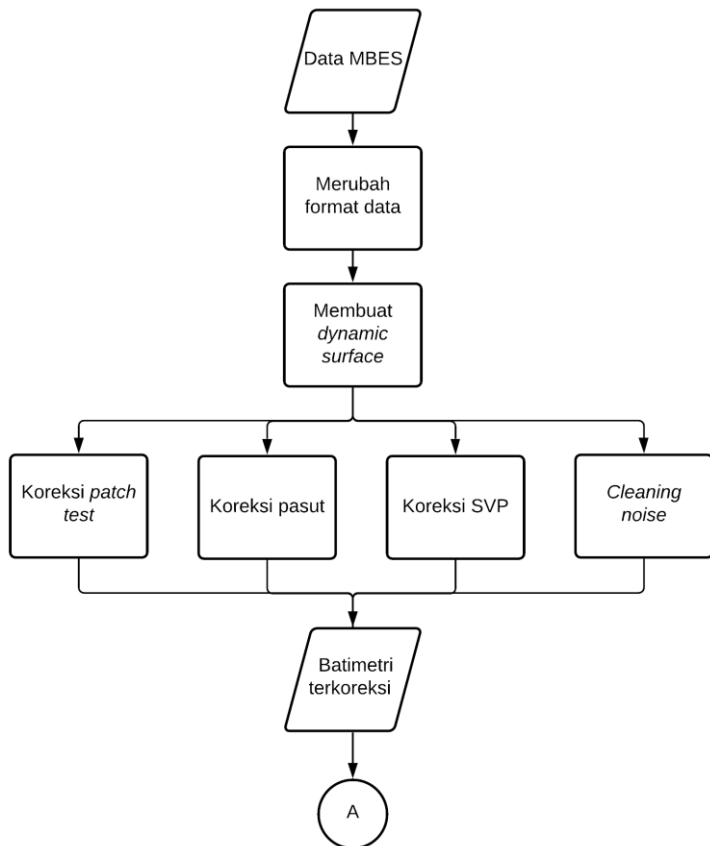 Data MBES
Merubah
format data
Membuat
dynamic
surface
Koreksi patch
test
Koreksi pasut
Koreksi SVP
Cleaning
noise
Batimetri
terkoreksi
A